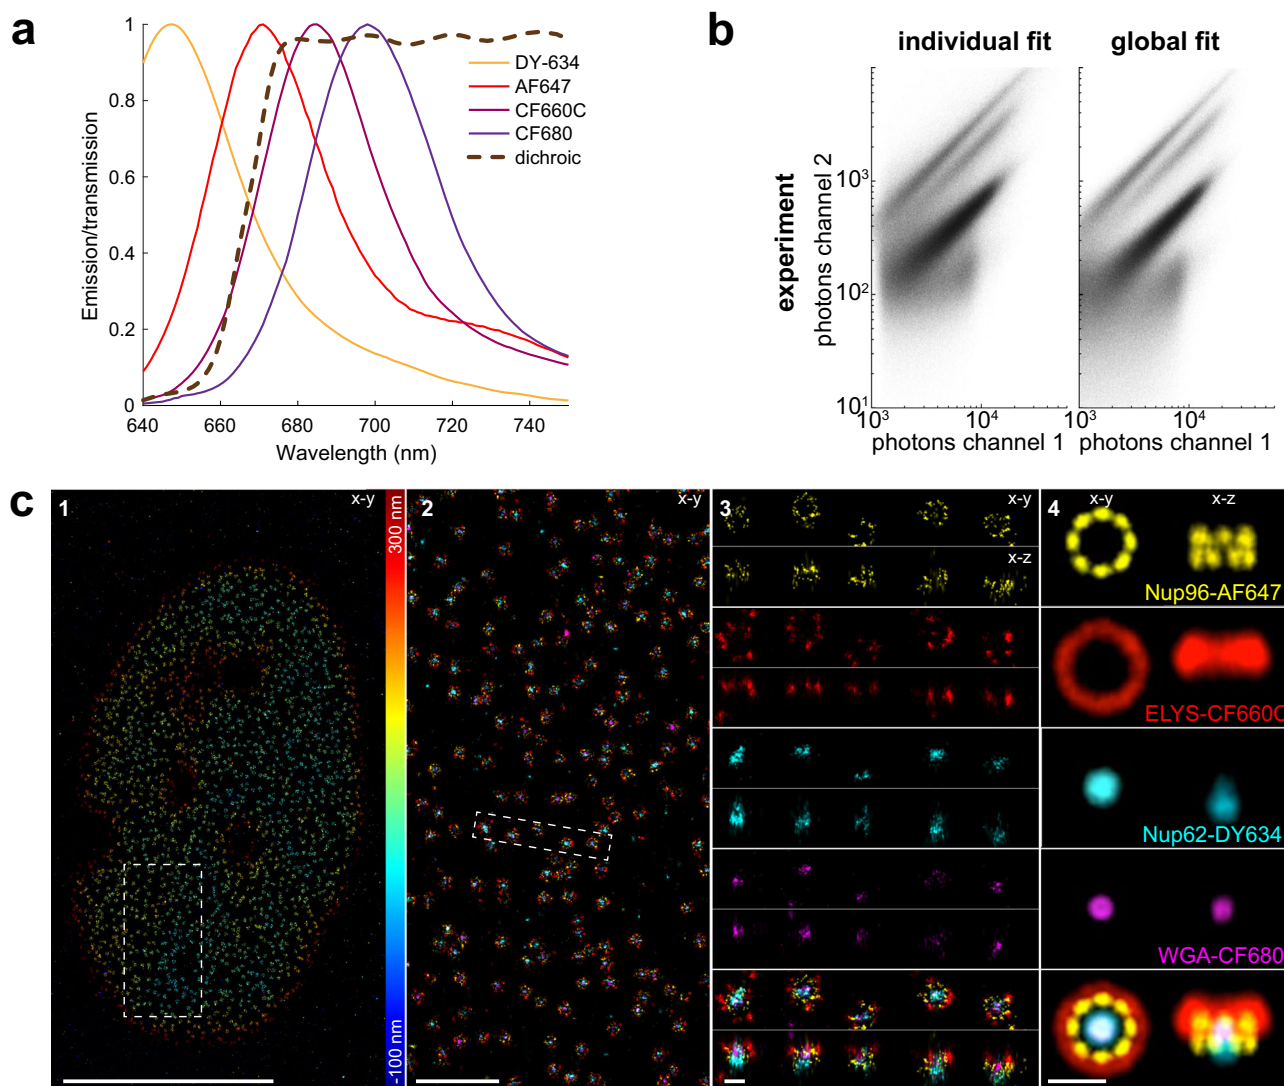 a
Emission/transmission
1
0.8
0.6
0.4
0.2
0
640
660
680
700
720
740
Wavelength (nm)
DY-634
AF647
CF660C
CF680
dichroic
b
individual fit
global fit
experiment
photons channel 2
10³
10²
10¹
10³
10⁴
10³
10⁴
photons channel 1
photons channel 1
c
1
x-y
300 nm
-100 nm
2
x-y
3
x-y
x-z
4
x-y
x-z
Nup96-AF647
ELYS-CF660C
Nup62-DY634
WGA-CF680